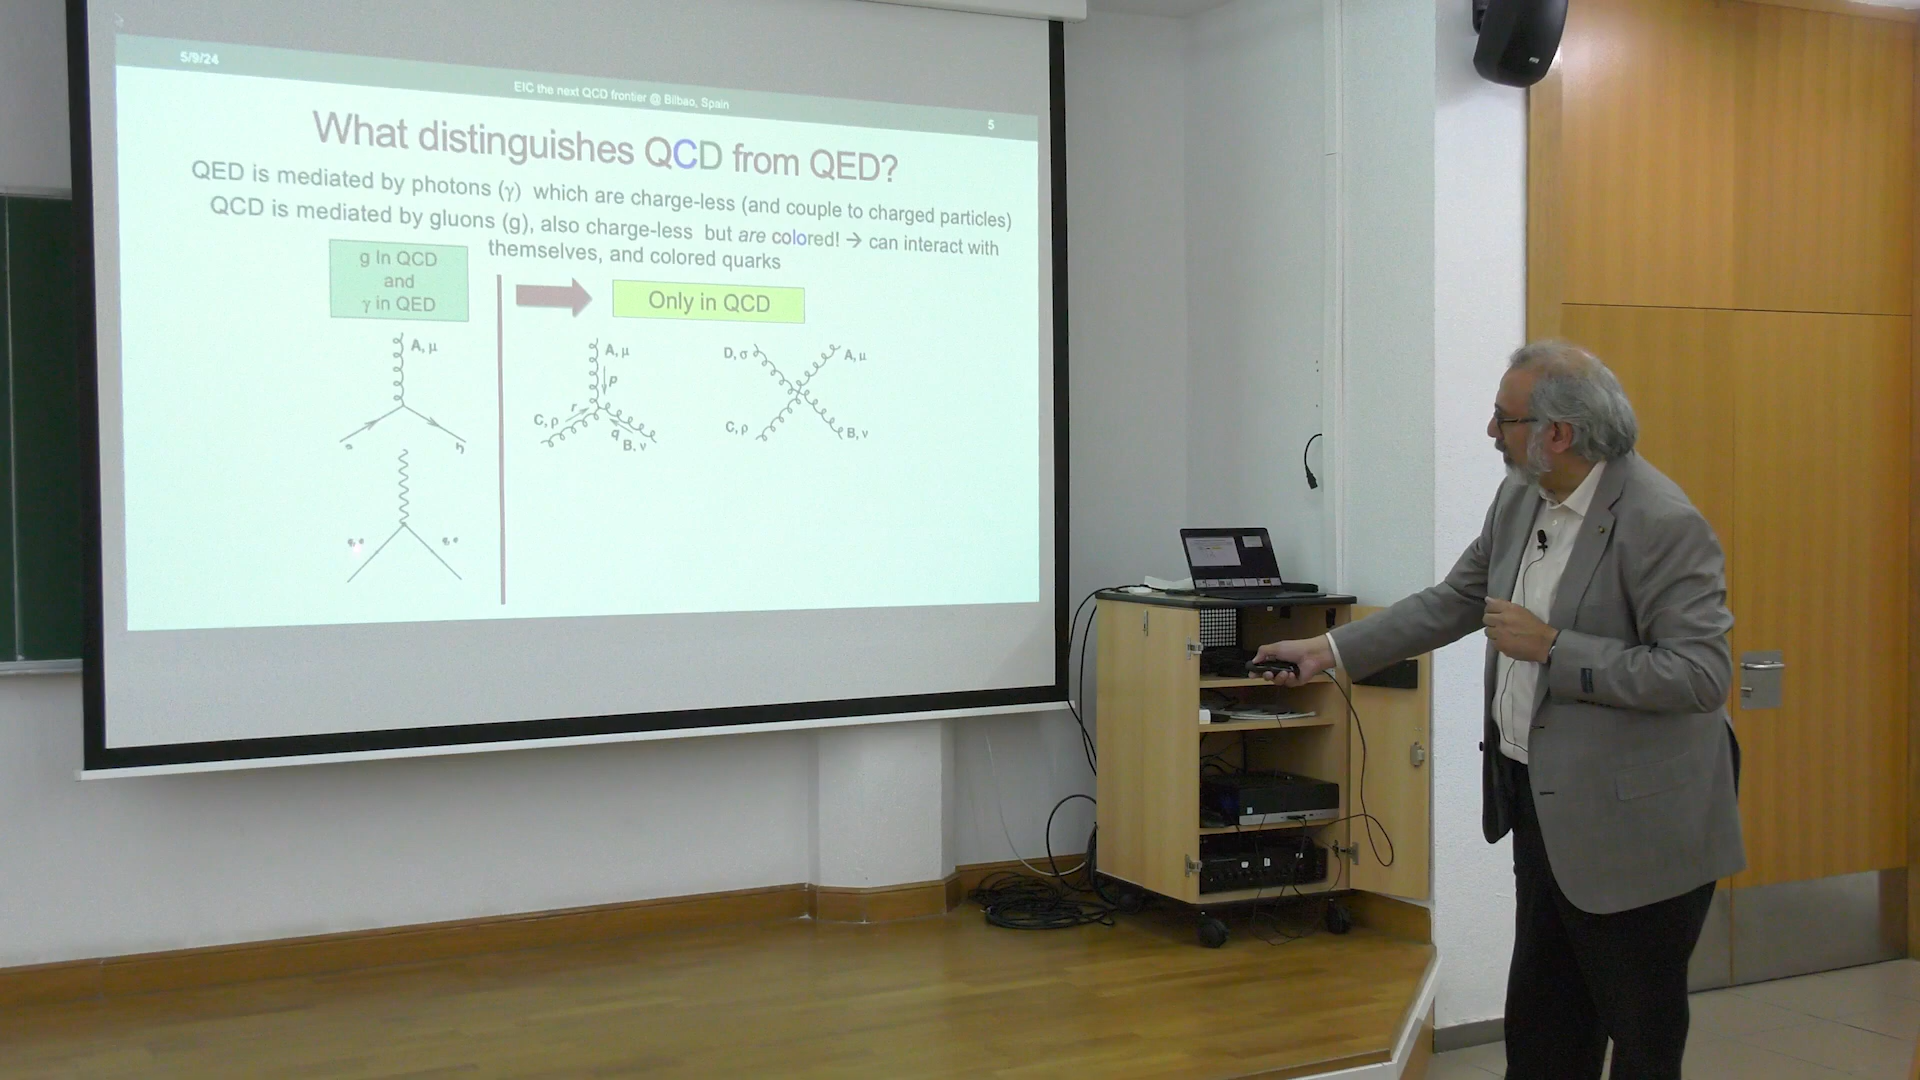 5/9/24
EIC the next QCD frontier @ Bilbao, Spain
5
What distinguishes QCD from QED?
QED is mediated by photons (γ) which are charge-less (and couple to charged particles)
QCD is mediated by gluons (g), also charge-less but are colored! → can interact with
themselves, and colored quarks
g In QCD
and
γ in QED
Only in QCD
A, μ
A, μ
p
C, ρ
r
q
B, ν
D, σ
A, μ
C, ρ
B, ν